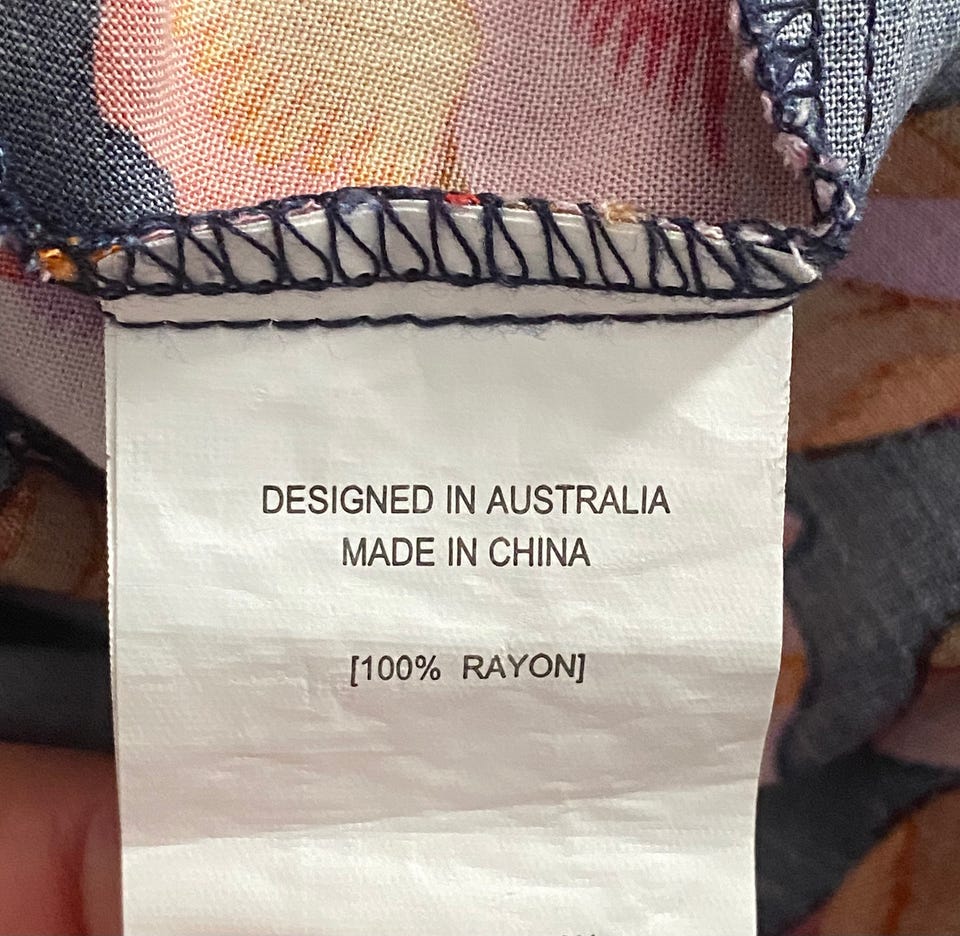 DESIGNED IN AUSTRALIA
MADE IN CHINA
[100% RAYON]